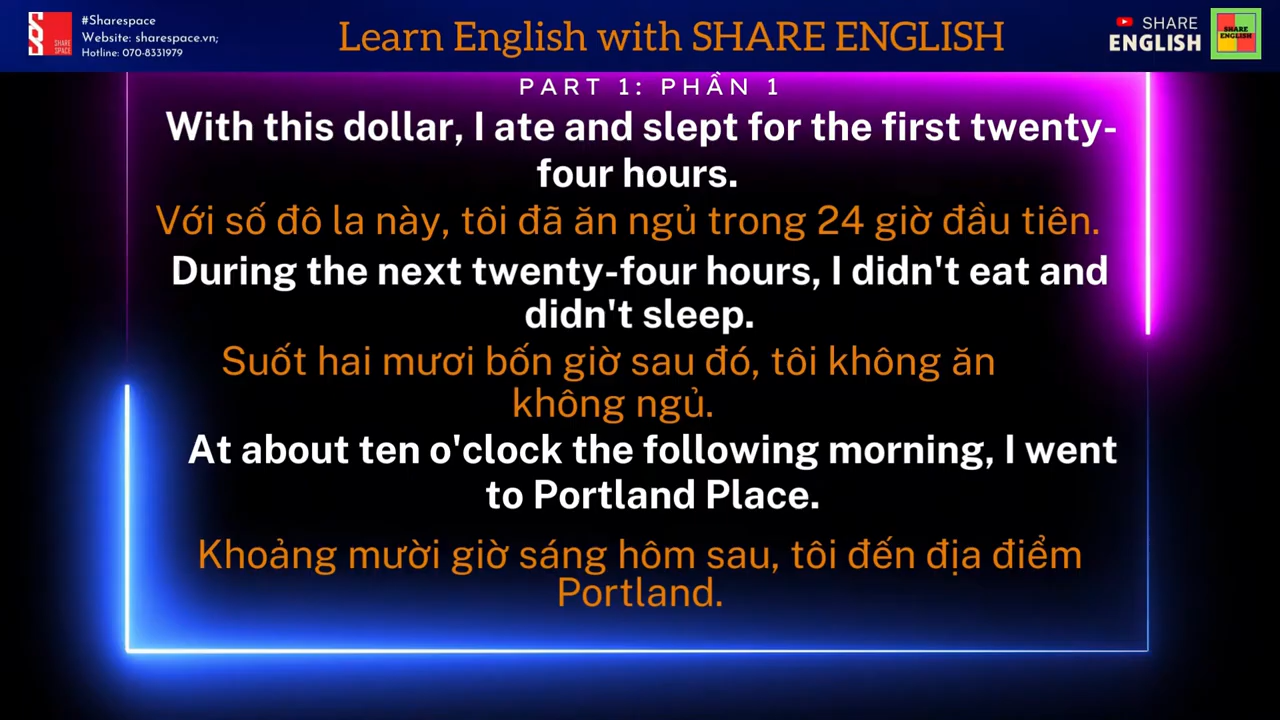 #Sharespace
Website: sharespace.vn;
Hotline: 070-8331979
SHARE
SPACE
Learn English with SHARE ENGLISH
SHARE
ENGLISH
SHARE
ENGLISH
PART 1: PHẦN 1
With this dollar, I ate and slept for the first twenty-
four hours.
Với số đô la này, tôi đã ăn ngủ trong 24 giờ đầu tiên.
During the next twenty-four hours, I didn't eat and
didn't sleep.
Suốt hai mươi bốn giờ sau đó, tôi không ăn
không ngủ.
At about ten o'clock the following morning, I went
to Portland Place.
Khoảng mười giờ sáng hôm sau, tôi đến địa điểm
Portland.